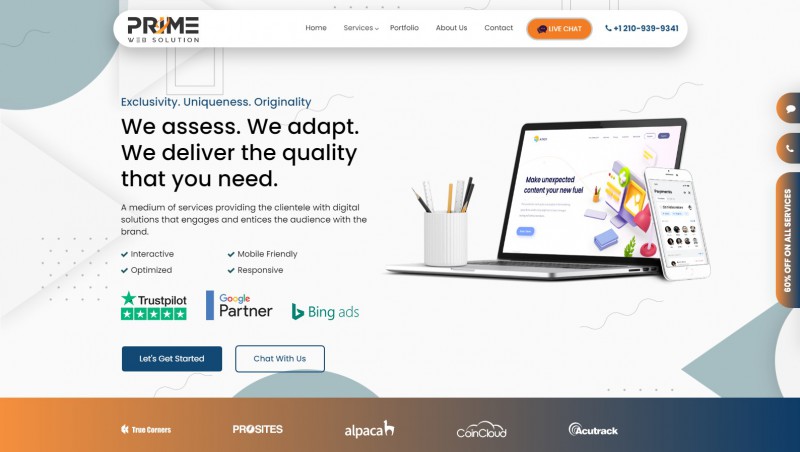 PRIME
WEB SOLUTION
Home
Services
Portfolio
About Us
Contact
LIVE CHAT
+1 210-939-9341
Exclusivity. Uniqueness. Originality
We assess. We adapt.
We deliver the quality
that you need.
A medium of services providing the clientele with digital
solutions that engages and entices the audience with the
brand.
Interactive
Mobile Friendly
Optimized
Responsive
Trustpilot
Google
Partner
Bing ads
Let's Get Started
Chat With Us
Make unexpected
content your new fuel
Payments
60% OFF ON ALL SERVICES
True Corners
PROSITES
alpaca
CoinCloud
Acutrack